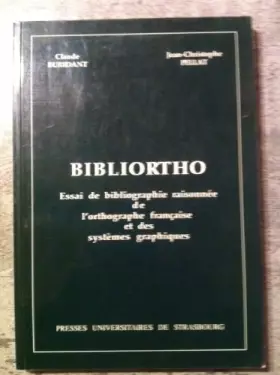 Claude
BURIDANT
Jean-Christophe
PELLAT
BIBLIORTHO
Essai de bibliographie raisonnée
de
l'orthographe française
et des
systèmes graphiques
PRESSES UNIVERSITAIRES DE STRASBOURG